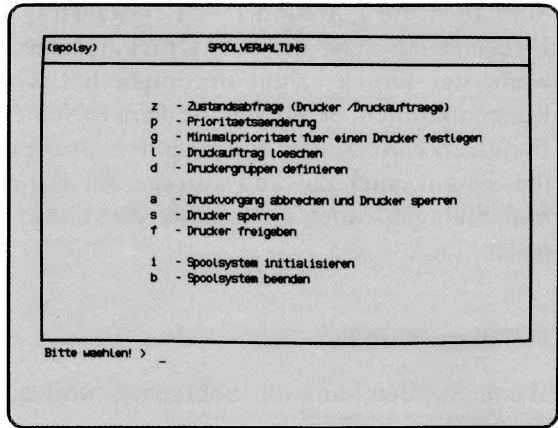 (spolsy) SPOOLVERWALTUNG
z - Zustandsabfrage (Drucker /Druckauftraege)
p - Prioritaetsaenderung
g - Minimalprioritaet fuer einen Drucker festlegen
l - Druckauftrag loeschen
d - Druckergruppen definieren
a - Druckvorgang abbrechen und Drucker sperren
s - Drucker sperren
f - Drucker freigeben
i - Spoolsystem initialisieren
b - Spoolsystem beenden
Bitte waehlen! > _